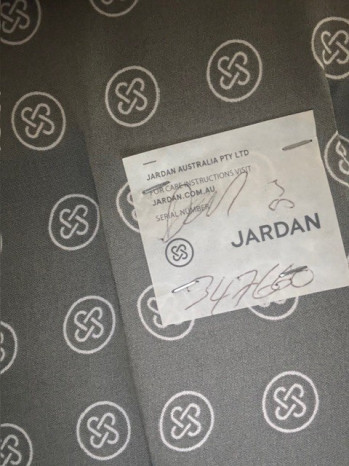 JARDAN AUSTRALIA PTY LTD
FOR CARE INSTRUCTIONS VISIT
JARDAN.COM.AU
SERIAL NUMBER
JARDAN
347660